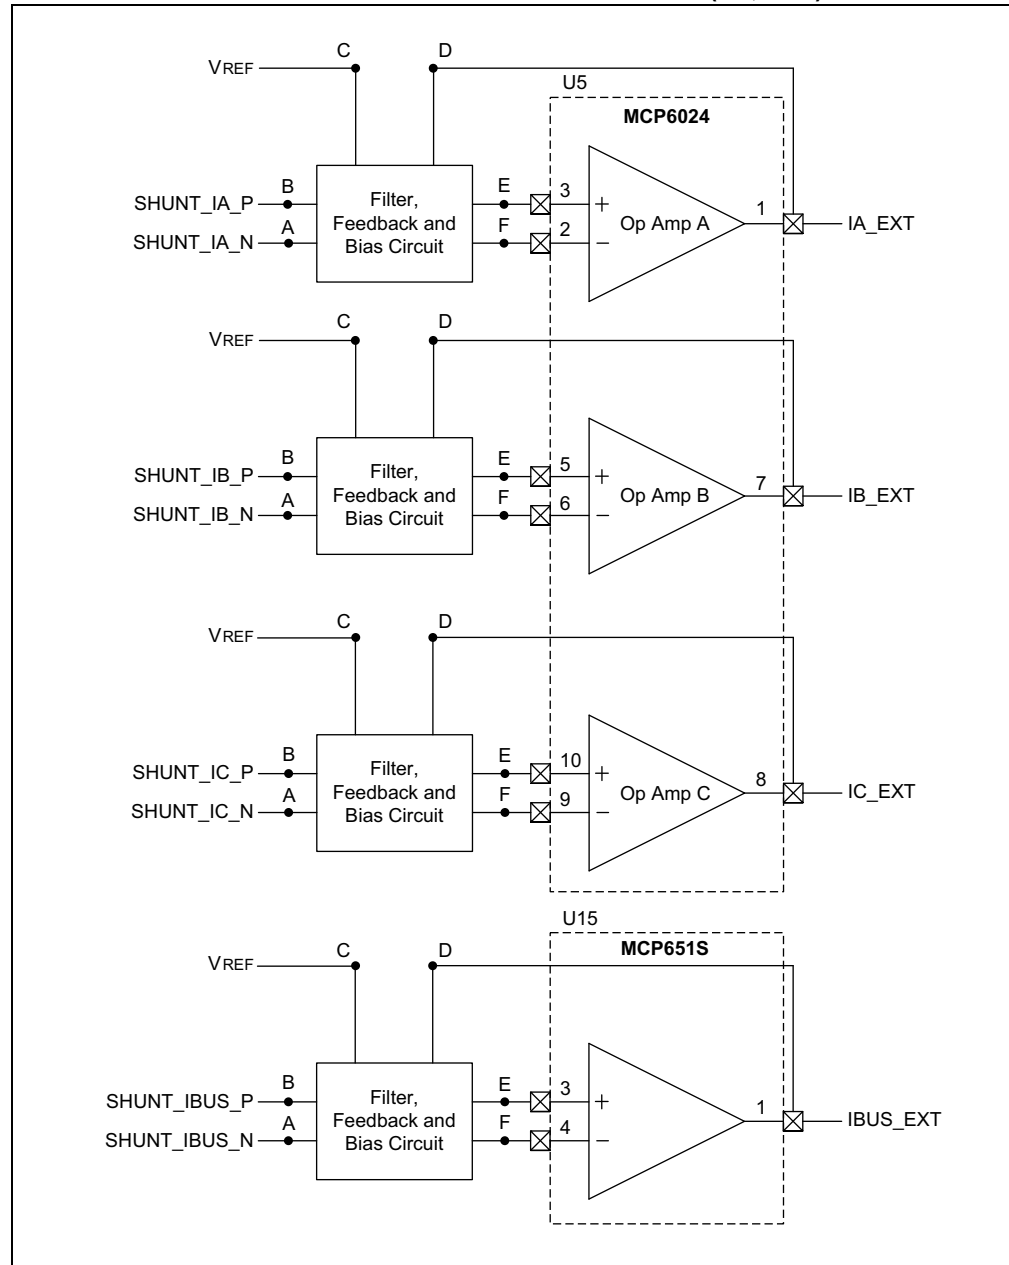 C D
VREF
U5
MCP6024
B
SHUNT_IA_P
A
SHUNT_IA_N
Filter,
Feedback and
Bias Circuit
E
F
3
2
+
−
Op Amp A
1
IA_EXT
C D
VREF
B
SHUNT_IB_P
A
SHUNT_IB_N
Filter,
Feedback and
Bias Circuit
E
F
5
6
+
−
Op Amp B
7
IB_EXT
C D
VREF
B
SHUNT_IC_P
A
SHUNT_IC_N
Filter,
Feedback and
Bias Circuit
E
F
10
9
+
−
Op Amp C
8
IC_EXT
U15
MCP651S
C D
VREF
B
SHUNT_IBUS_P
A
SHUNT_IBUS_N
Filter,
Feedback and
Bias Circuit
E
F
3
4
+
−
1
IBUS_EXT